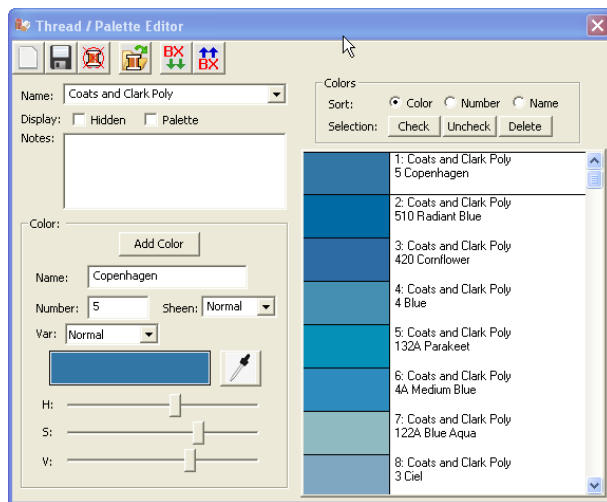 Thread / Palette Editor
BX
BX
Name: Coats and Clark Poly
Display: Hidden Palette
Notes:
Color:
Add Color
Name: Copenhagen
Number: 5 Sheen: Normal
Var: Normal
H:
S:
V:
Colors
Sort: Color Number Name
Selection: Check Uncheck Delete
1: Coats and Clark Poly
5 Copenhagen
2: Coats and Clark Poly
510 Radiant Blue
3: Coats and Clark Poly
420 Cornflower
4: Coats and Clark Poly
4 Blue
5: Coats and Clark Poly
132A Parakeet
6: Coats and Clark Poly
4A Medium Blue
7: Coats and Clark Poly
122A Blue Aqua
8: Coats and Clark Poly
3 Ciel